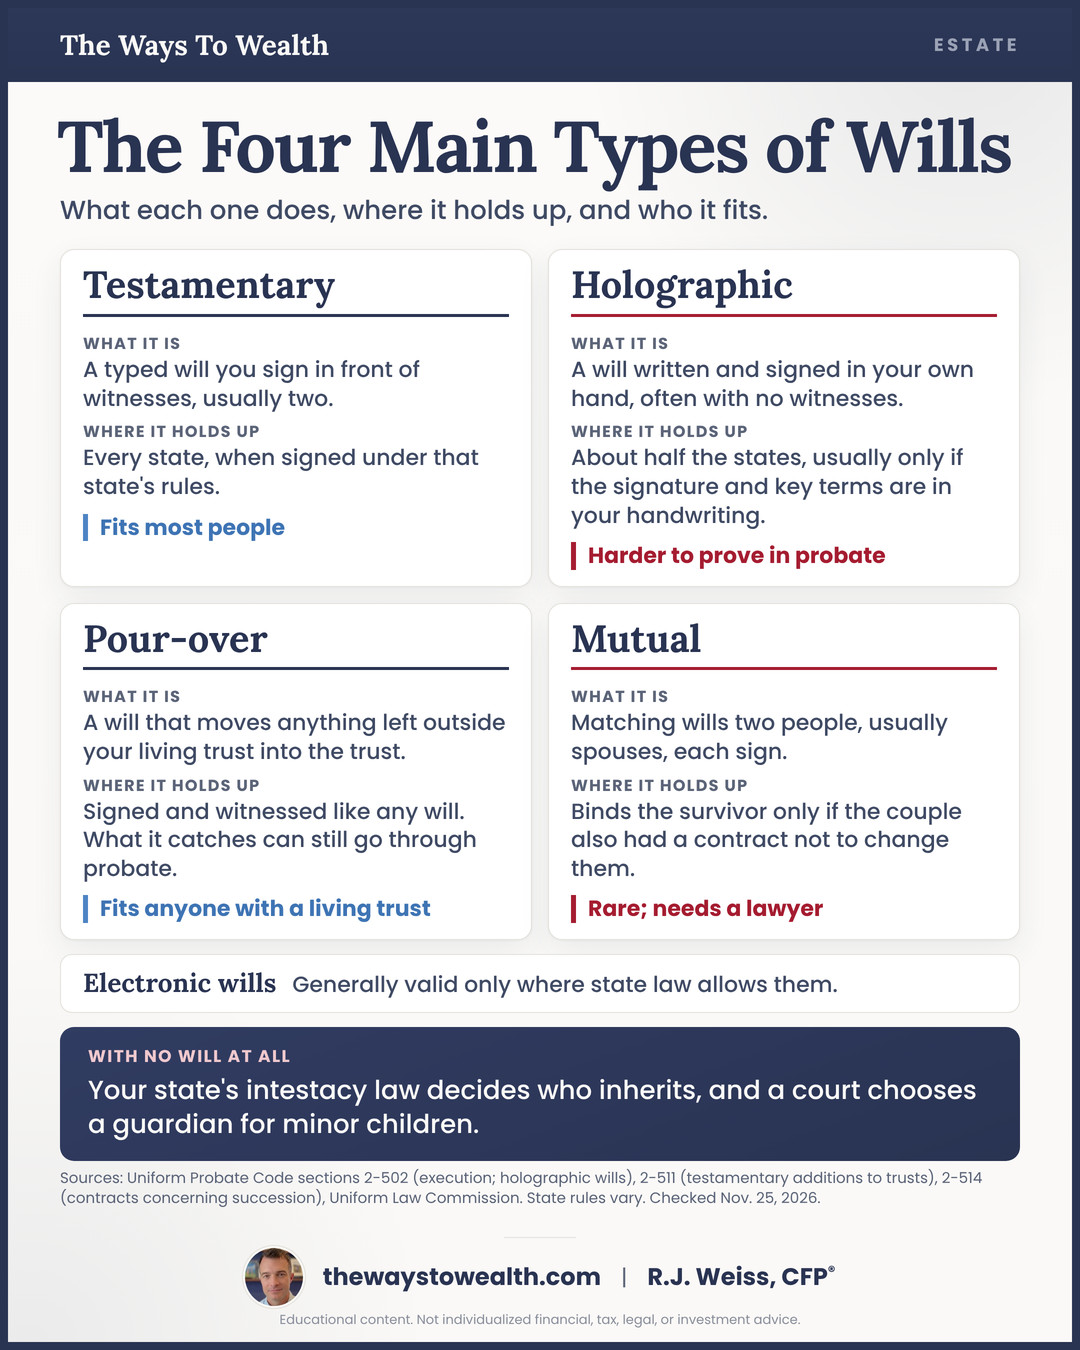 The Ways To Wealth
ESTATE
The Four Main Types of Wills
What each one does, where it holds up, and who it fits.
Testamentary
WHAT IT IS
A typed will you sign in front of
witnesses, usually two.
WHERE IT HOLDS UP
Every state, when signed under that
state's rules.
Fits most people
Holographic
WHAT IT IS
A will written and signed in your own
hand, often with no witnesses.
WHERE IT HOLDS UP
About half the states, usually only if
the signature and key terms are in
your handwriting.
Harder to prove in probate
Pour-over
WHAT IT IS
A will that moves anything left outside
your living trust into the trust.
WHERE IT HOLDS UP
Signed and witnessed like any will.
What it catches can still go through
probate.
Fits anyone with a living trust
Mutual
WHAT IT IS
Matching wills two people, usually
spouses, each sign.
WHERE IT HOLDS UP
Binds the survivor only if the couple
also had a contract not to change
them.
Rare; needs a lawyer
Electronic wills Generally valid only where state law allows them.
WITH NO WILL AT ALL
Your state's intestacy law decides who inherits, and a court chooses
a guardian for minor children.
Sources: Uniform Probate Code sections 2-502 (execution; holographic wills), 2-511 (testamentary additions to trusts), 2-514
(contracts concerning succession), Uniform Law Commission. State rules vary. Checked Nov. 25, 2026.
thewaystowealth.com | R.J. Weiss, CFP®
Educational content. Not individualized financial, tax, legal, or investment advice.